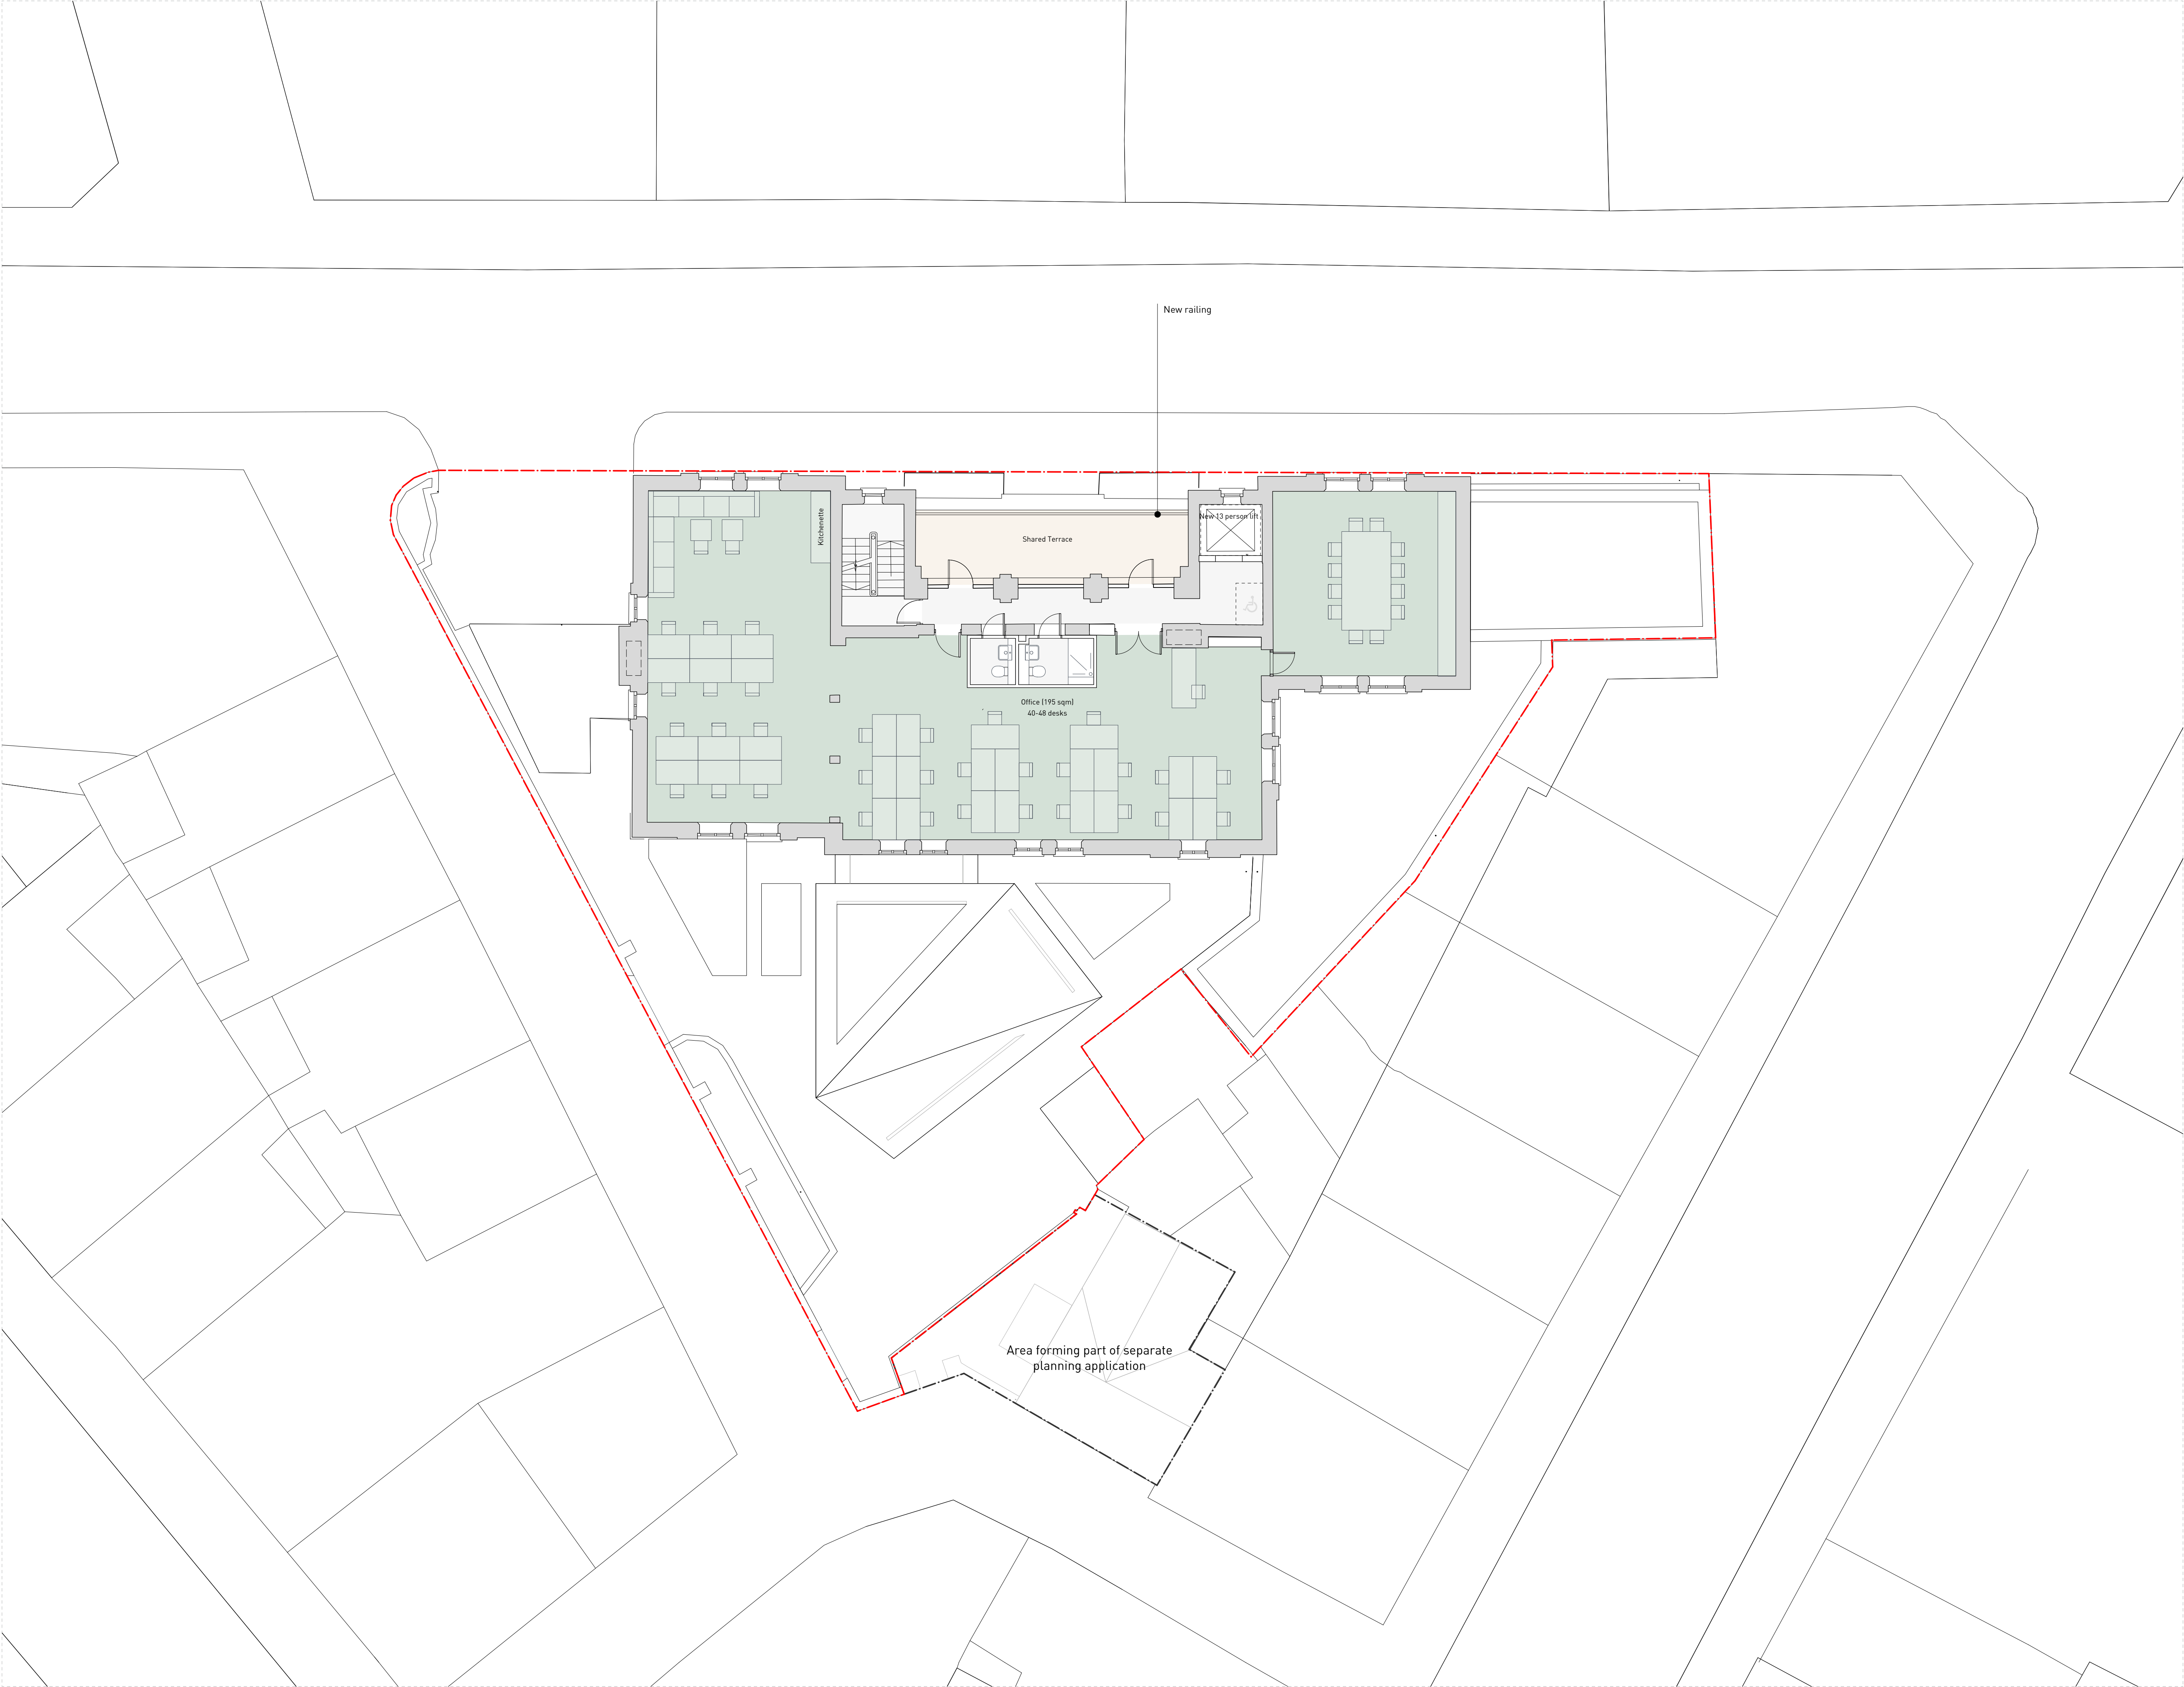 New railing
Kitchenette
New 13 person lift
Shared Terrace
Office (195 sqm)
40-48 desks
Area forming part of separate
planning application